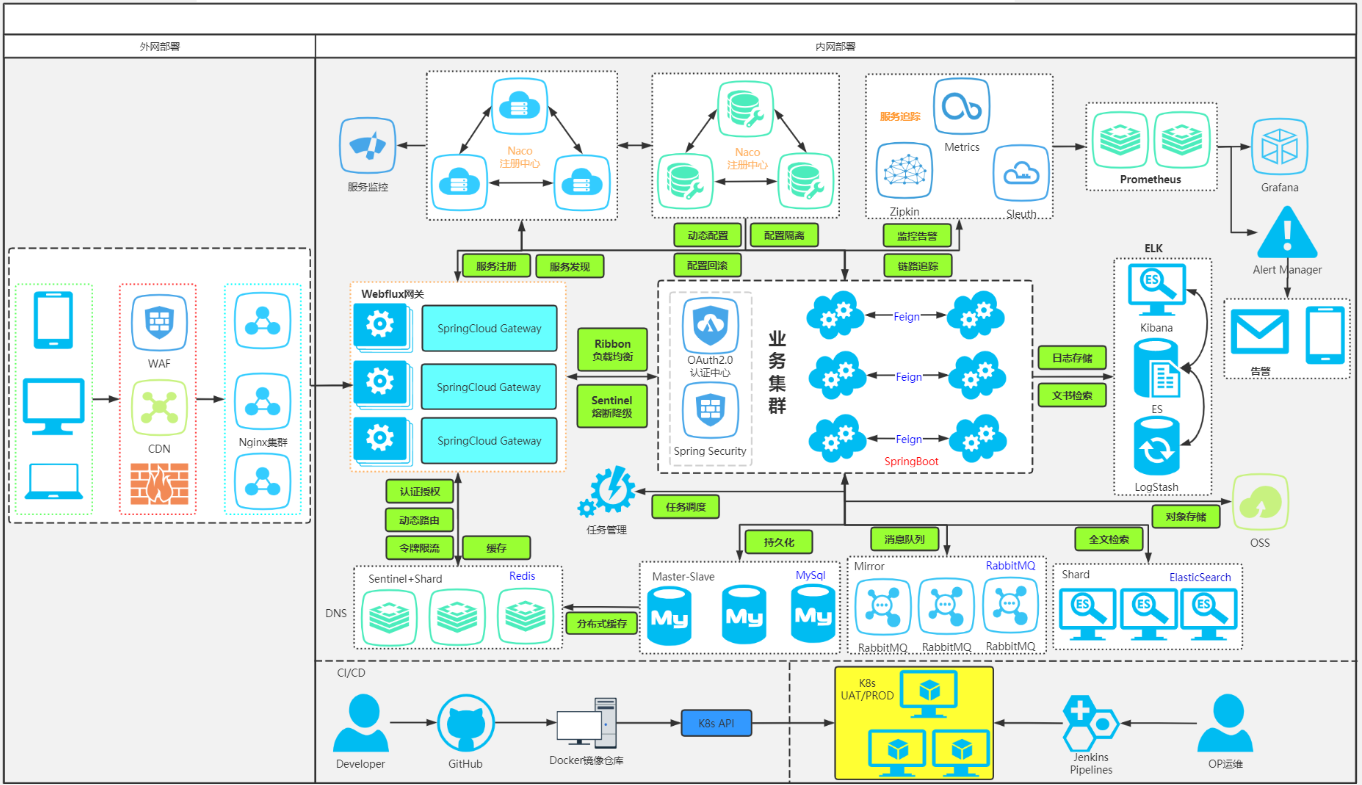 外网部署
内网部署
服务监控
Naco
注册中心
Naco
注册中心
服务追踪
Metrics
Zipkin
Sleuth
Prometheus
Grafana
Alert Manager
告警
动态配置
配置隔离
配置回滚
监控告警
链路追踪
服务注册
服务发现
WAF
CDN
Nginx集群
Webflux网关
SpringCloud Gateway
SpringCloud Gateway
SpringCloud Gateway
Ribbon
负载均衡
Sentinel
熔断降级
OAuth2.0
认证中心
Spring Security
业务集群
Feign
Feign
Feign
SpringBoot
日志存储
文书检索
ELK
ES
Kibana
ES
LogStash
认证授权
动态路由
令牌限流
缓存
任务管理
任务调度
对象存储
OSS
持久化
消息队列
全文检索
DNS
Sentinel+Shard
Redis
分布式缓存
Master-Slave
MySql
My
My
My
Mirror
RabbitMQ
RabbitMQ
RabbitMQ
RabbitMQ
Shard
ElasticSearch
ES
ES
ES
CI/CD
Developer
GitHub
Docker镜像仓库
K8s API
K8s
UAT/PROD
Jenkins
Pipelines
OP运维